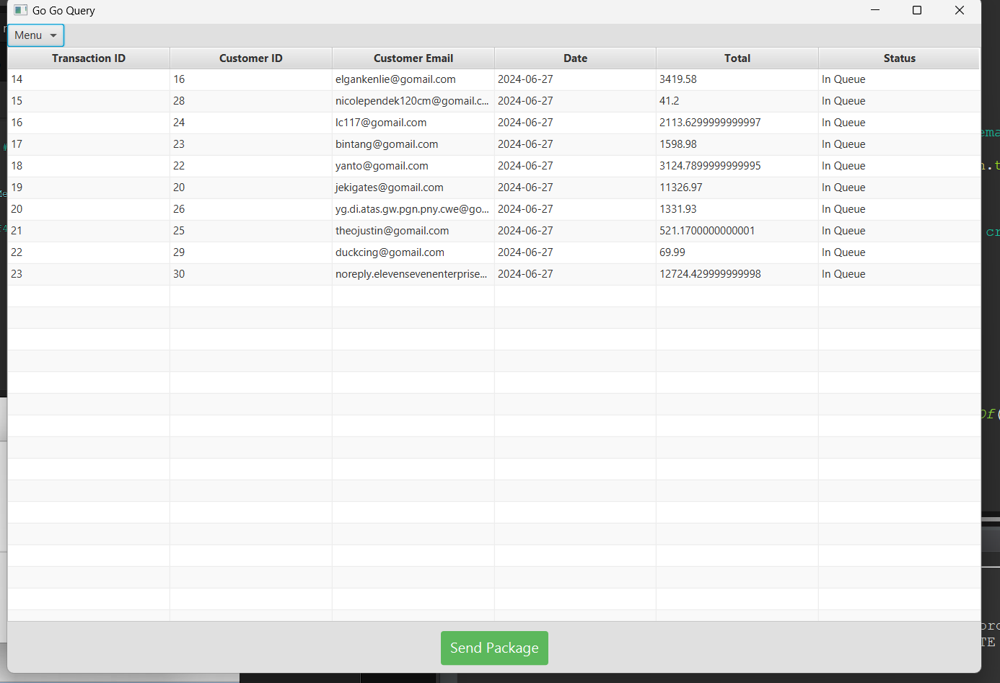 Go Go Query
Menu
Transaction ID Customer ID Customer Email Date Total Status
14 16 elgankenlie@gomail.com 2024-06-27 3419.58 In Queue
15 28 nicolependek120cm@gomail.c... 2024-06-27 41.2 In Queue
16 24 lc117@gomail.com 2024-06-27 2113.6299999999997 In Queue
17 23 bintang@gomail.com 2024-06-27 1598.98 In Queue
18 22 yanto@gomail.com 2024-06-27 3124.7899999999995 In Queue
19 20 jekigates@gomail.com 2024-06-27 11326.97 In Queue
20 26 yg.di.atas.gw.pgn.pny.cwe@go... 2024-06-27 1331.93 In Queue
21 25 theojustin@gomail.com 2024-06-27 521.1700000000001 In Queue
22 29 duckcing@gomail.com 2024-06-27 69.99 In Queue
23 30 noreply.elevensevenenterprise... 2024-06-27 12724.429999999998 In Queue
Send Package